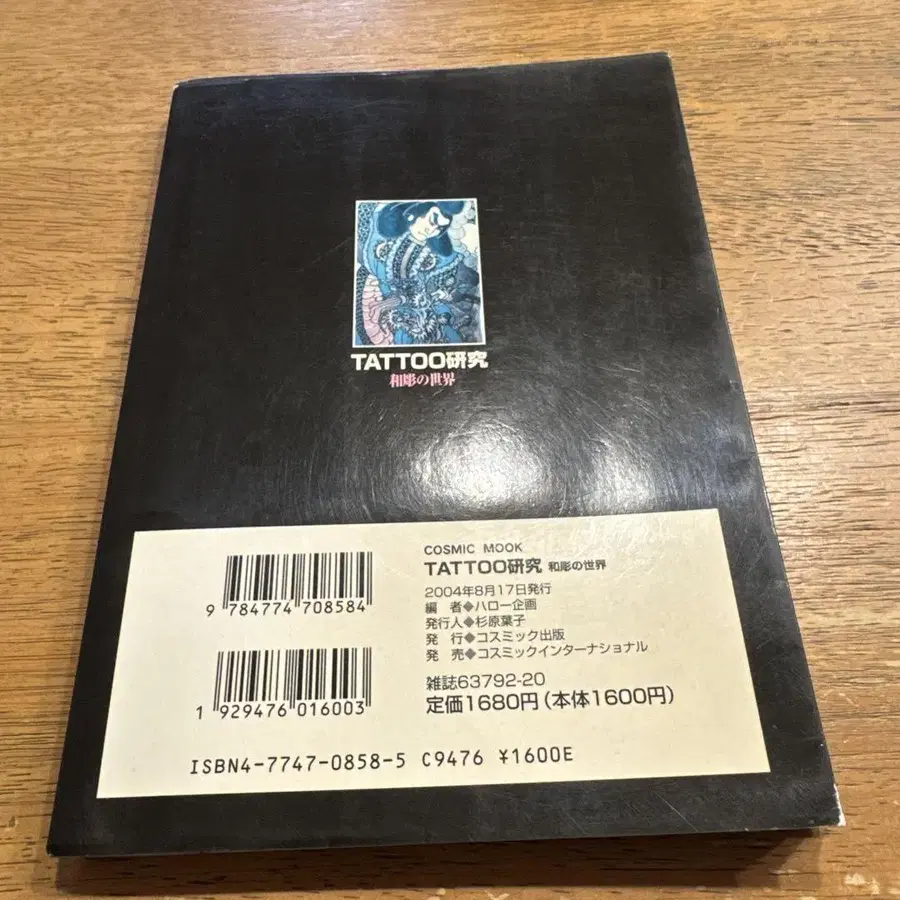 TATTOO研究
和彫の世界
COSMIC MOOK
TATTOO研究 和彫の世界
2004年8月17日発行
編 者◆ハロー企画
発行人◆杉原葉子
発 行◆コスミック出版
発 売◆コスミックインターナショナル
雑誌63792-20
定価1680円(本体1600円)
9 784774 708584
1 929476 016003
ISBN4-7747-0858-5 C9476 ¥1600E